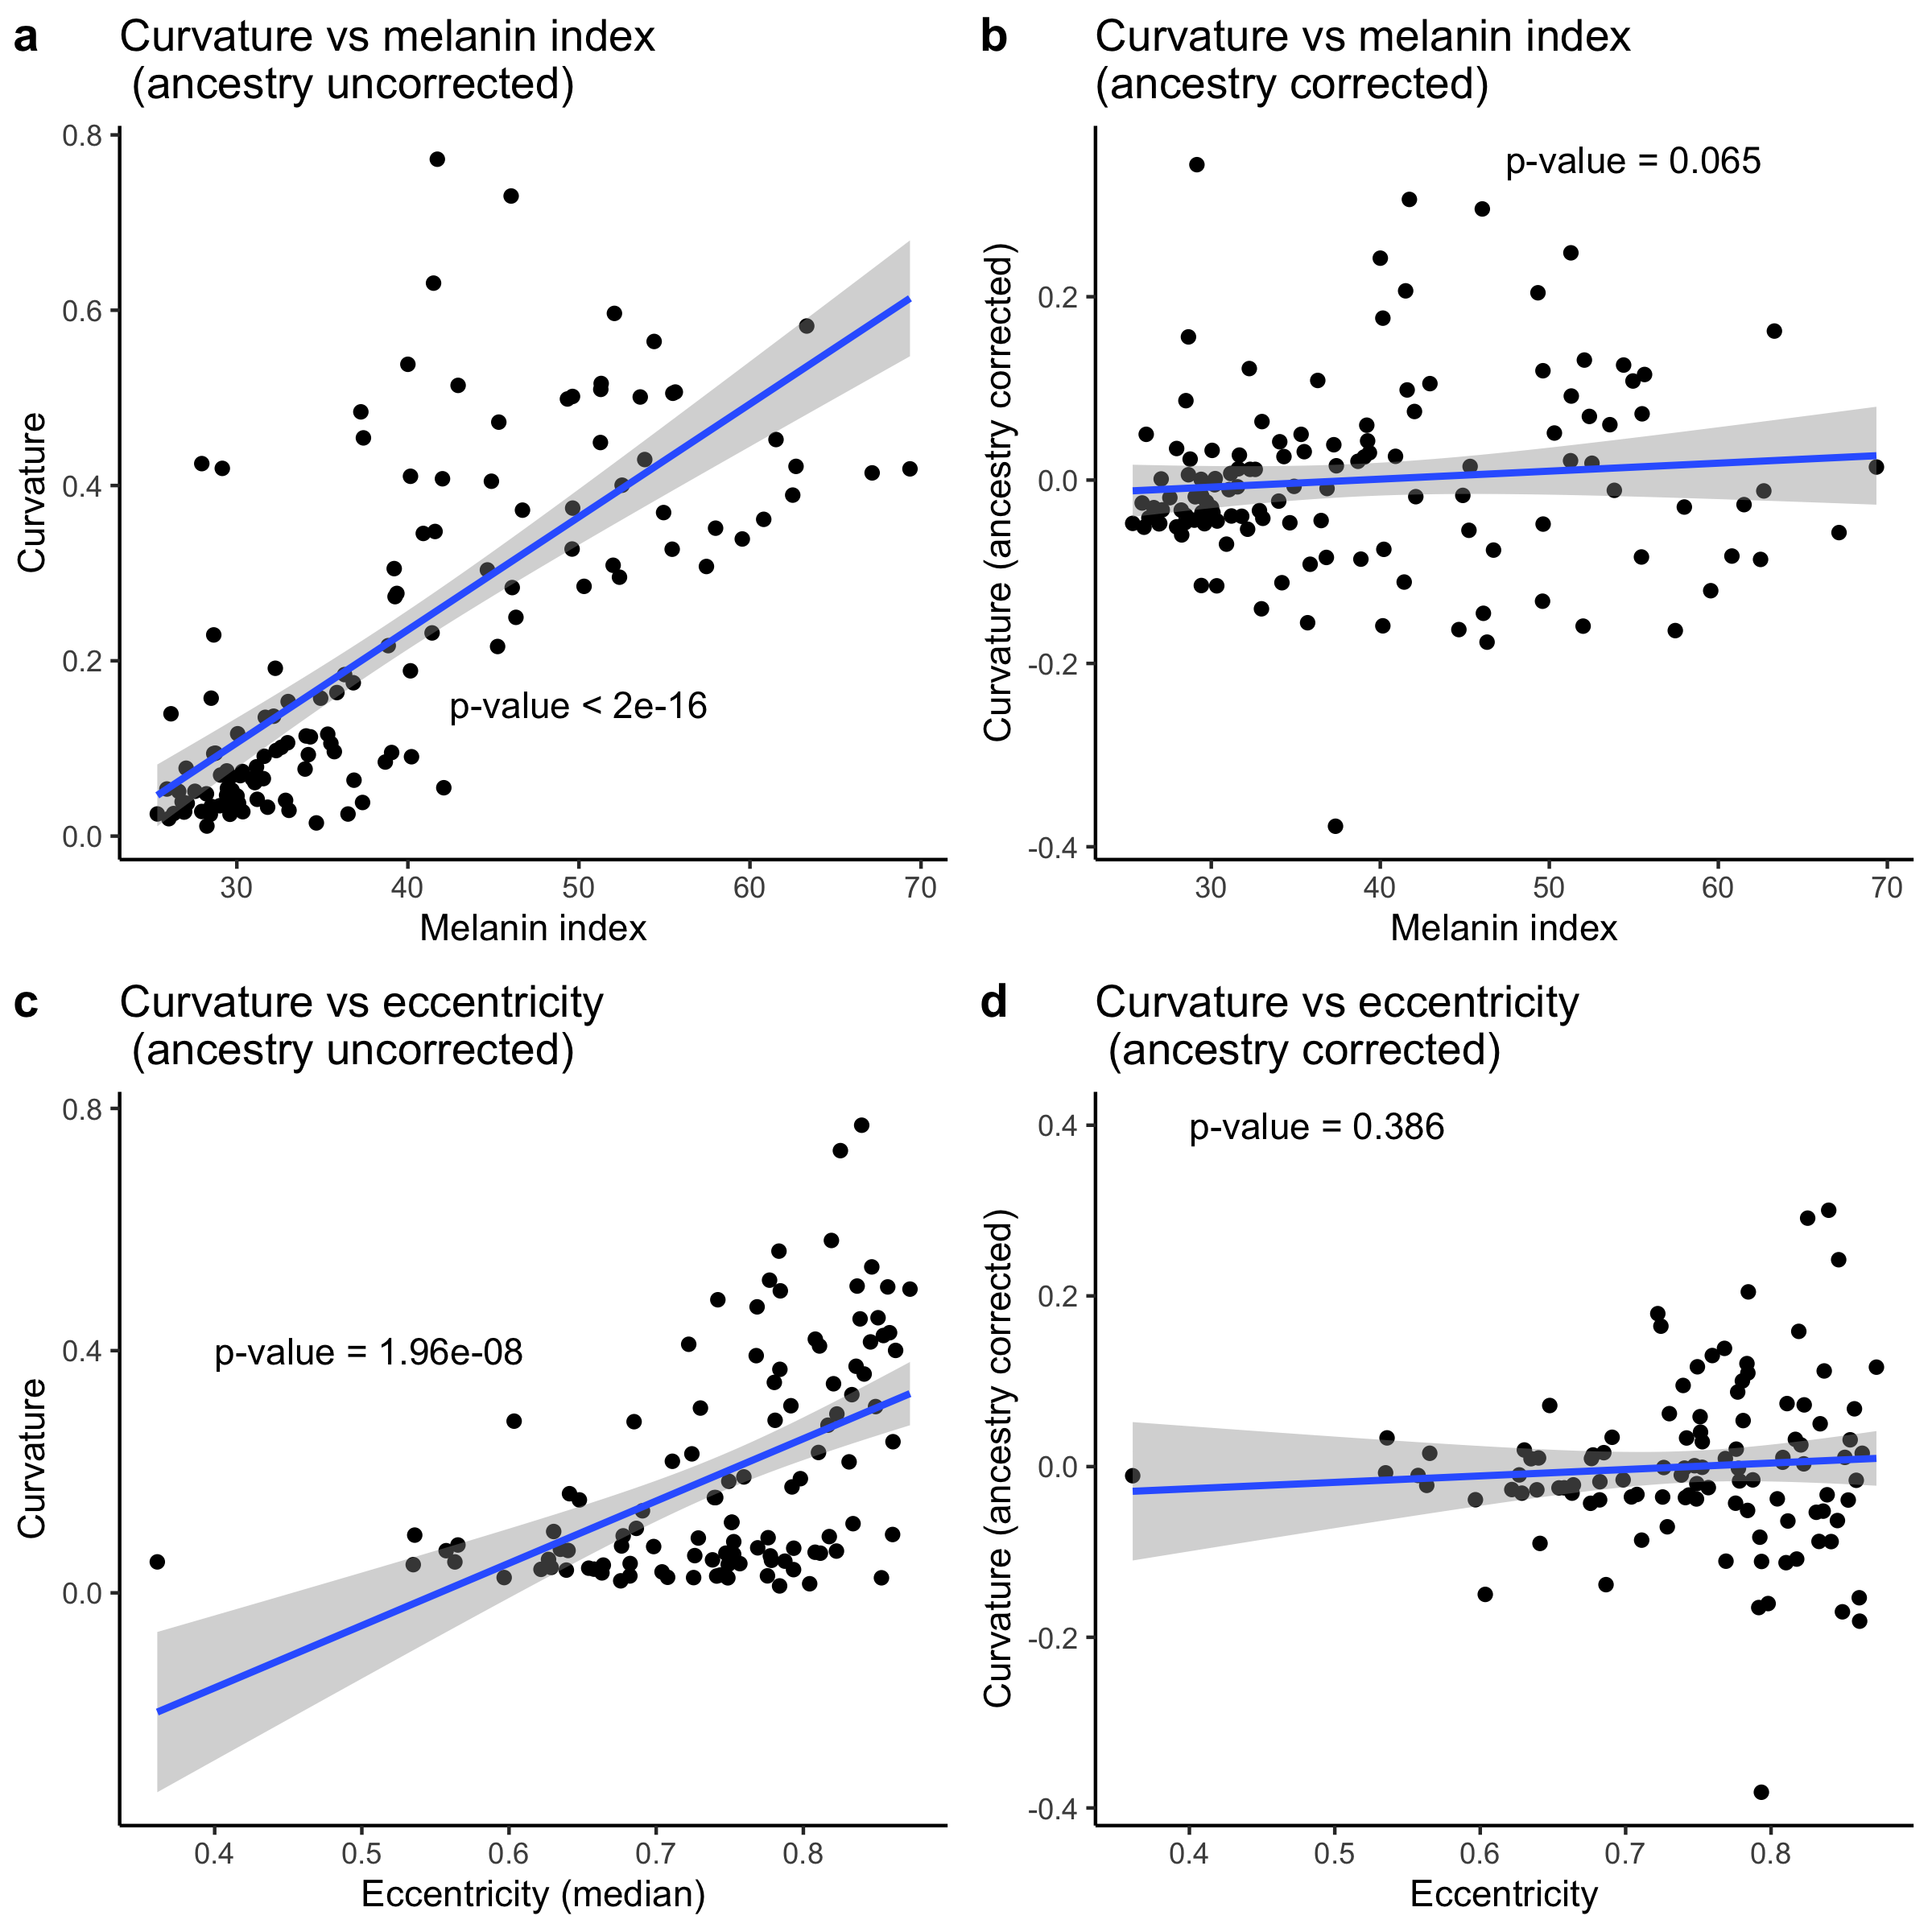 a
Curvature vs melanin index
(ancestry uncorrected)
0.8
0.6
0.4
0.2
0.0
Curvature
p-value < 2e-16
30 40 50 60 70
Melanin index
b
Curvature vs melanin index
(ancestry corrected)
p-value = 0.065
0.2
0.0
-0.2
-0.4
Curvature (ancestry corrected)
30 40 50 60 70
Melanin index
c
Curvature vs eccentricity
(ancestry uncorrected)
0.8
0.4
0.0
Curvature
p-value = 1.96e-08
0.4 0.5 0.6 0.7 0.8
Eccentricity (median)
d
Curvature vs eccentricity
(ancestry corrected)
p-value = 0.386
0.4
0.2
0.0
-0.2
-0.4
Curvature (ancestry corrected)
0.4 0.5 0.6 0.7 0.8
Eccentricity